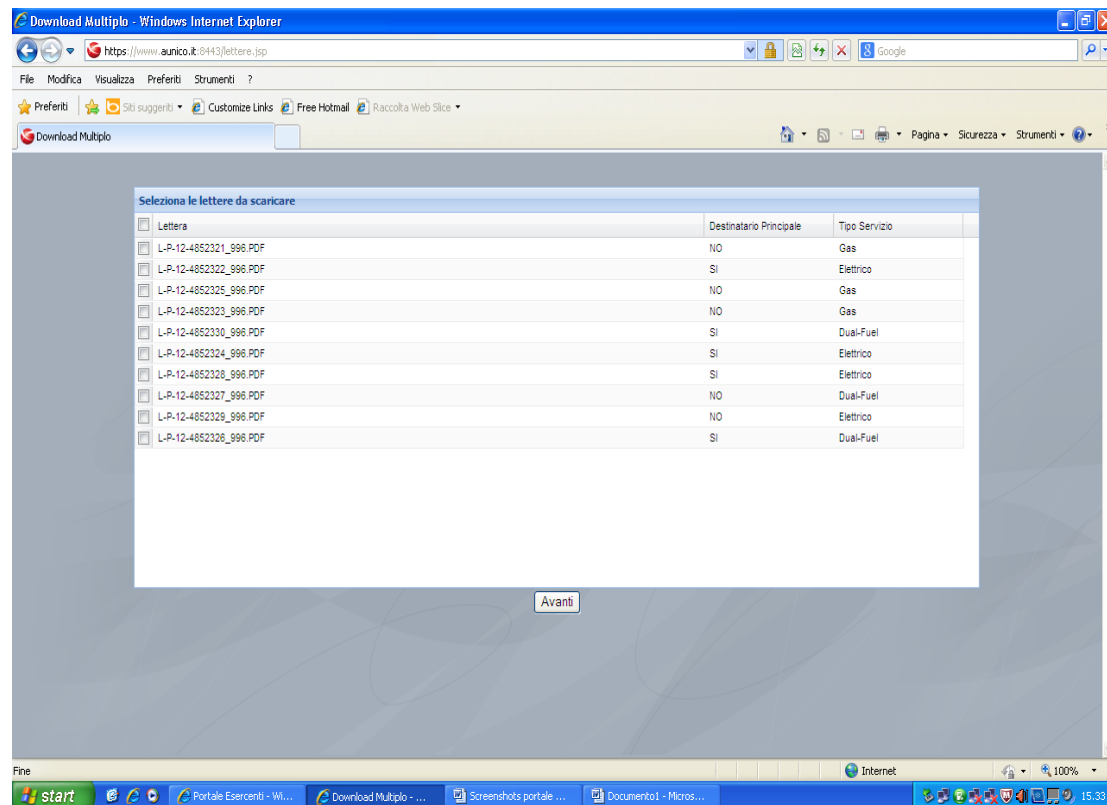 Download Multiplo - Windows Internet Explorer
https://www.aunico.it:8443/lettere.jsp
Google
File Modifica Visualizza Preferiti Strumenti ?
Preferiti Siti suggeriti Customize Links Free Hotmail Raccolta Web Slice
Download Multiplo Pagina Sicurezza Strumenti
Seleziona le lettere da scaricare
Lettera Destinatario Principale Tipo Servizio
L-P-12-4852321_996.PDF NO Gas
L-P-12-4852322_996.PDF SI Elettrico
L-P-12-4852325_996.PDF NO Gas
L-P-12-4852323_996.PDF NO Gas
L-P-12-4852330_996.PDF SI Dual-Fuel
L-P-12-4852324_996.PDF SI Elettrico
L-P-12-4852328_996.PDF SI Elettrico
L-P-12-4852327_996.PDF NO Dual-Fuel
L-P-12-4852329_996.PDF NO Elettrico
L-P-12-4852326_996.PDF SI Dual-Fuel
Avanti
Fine Internet 100%
start Portale Esercenti - Wi... Download Multiplo - ... Screenshots portale ... Documento1 - Micros... 15.33